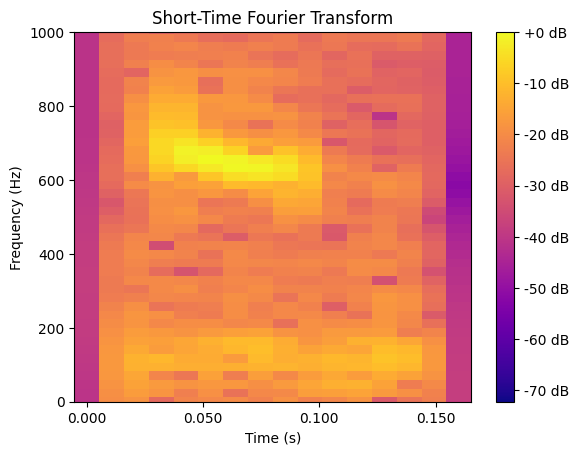 Short-Time Fourier Transform
1000
800
600
400
200
0
Frequency (Hz)
0.000
0.050
0.100
0.150
Time (s)
+0 dB
-10 dB
-20 dB
-30 dB
-40 dB
-50 dB
-60 dB
-70 dB